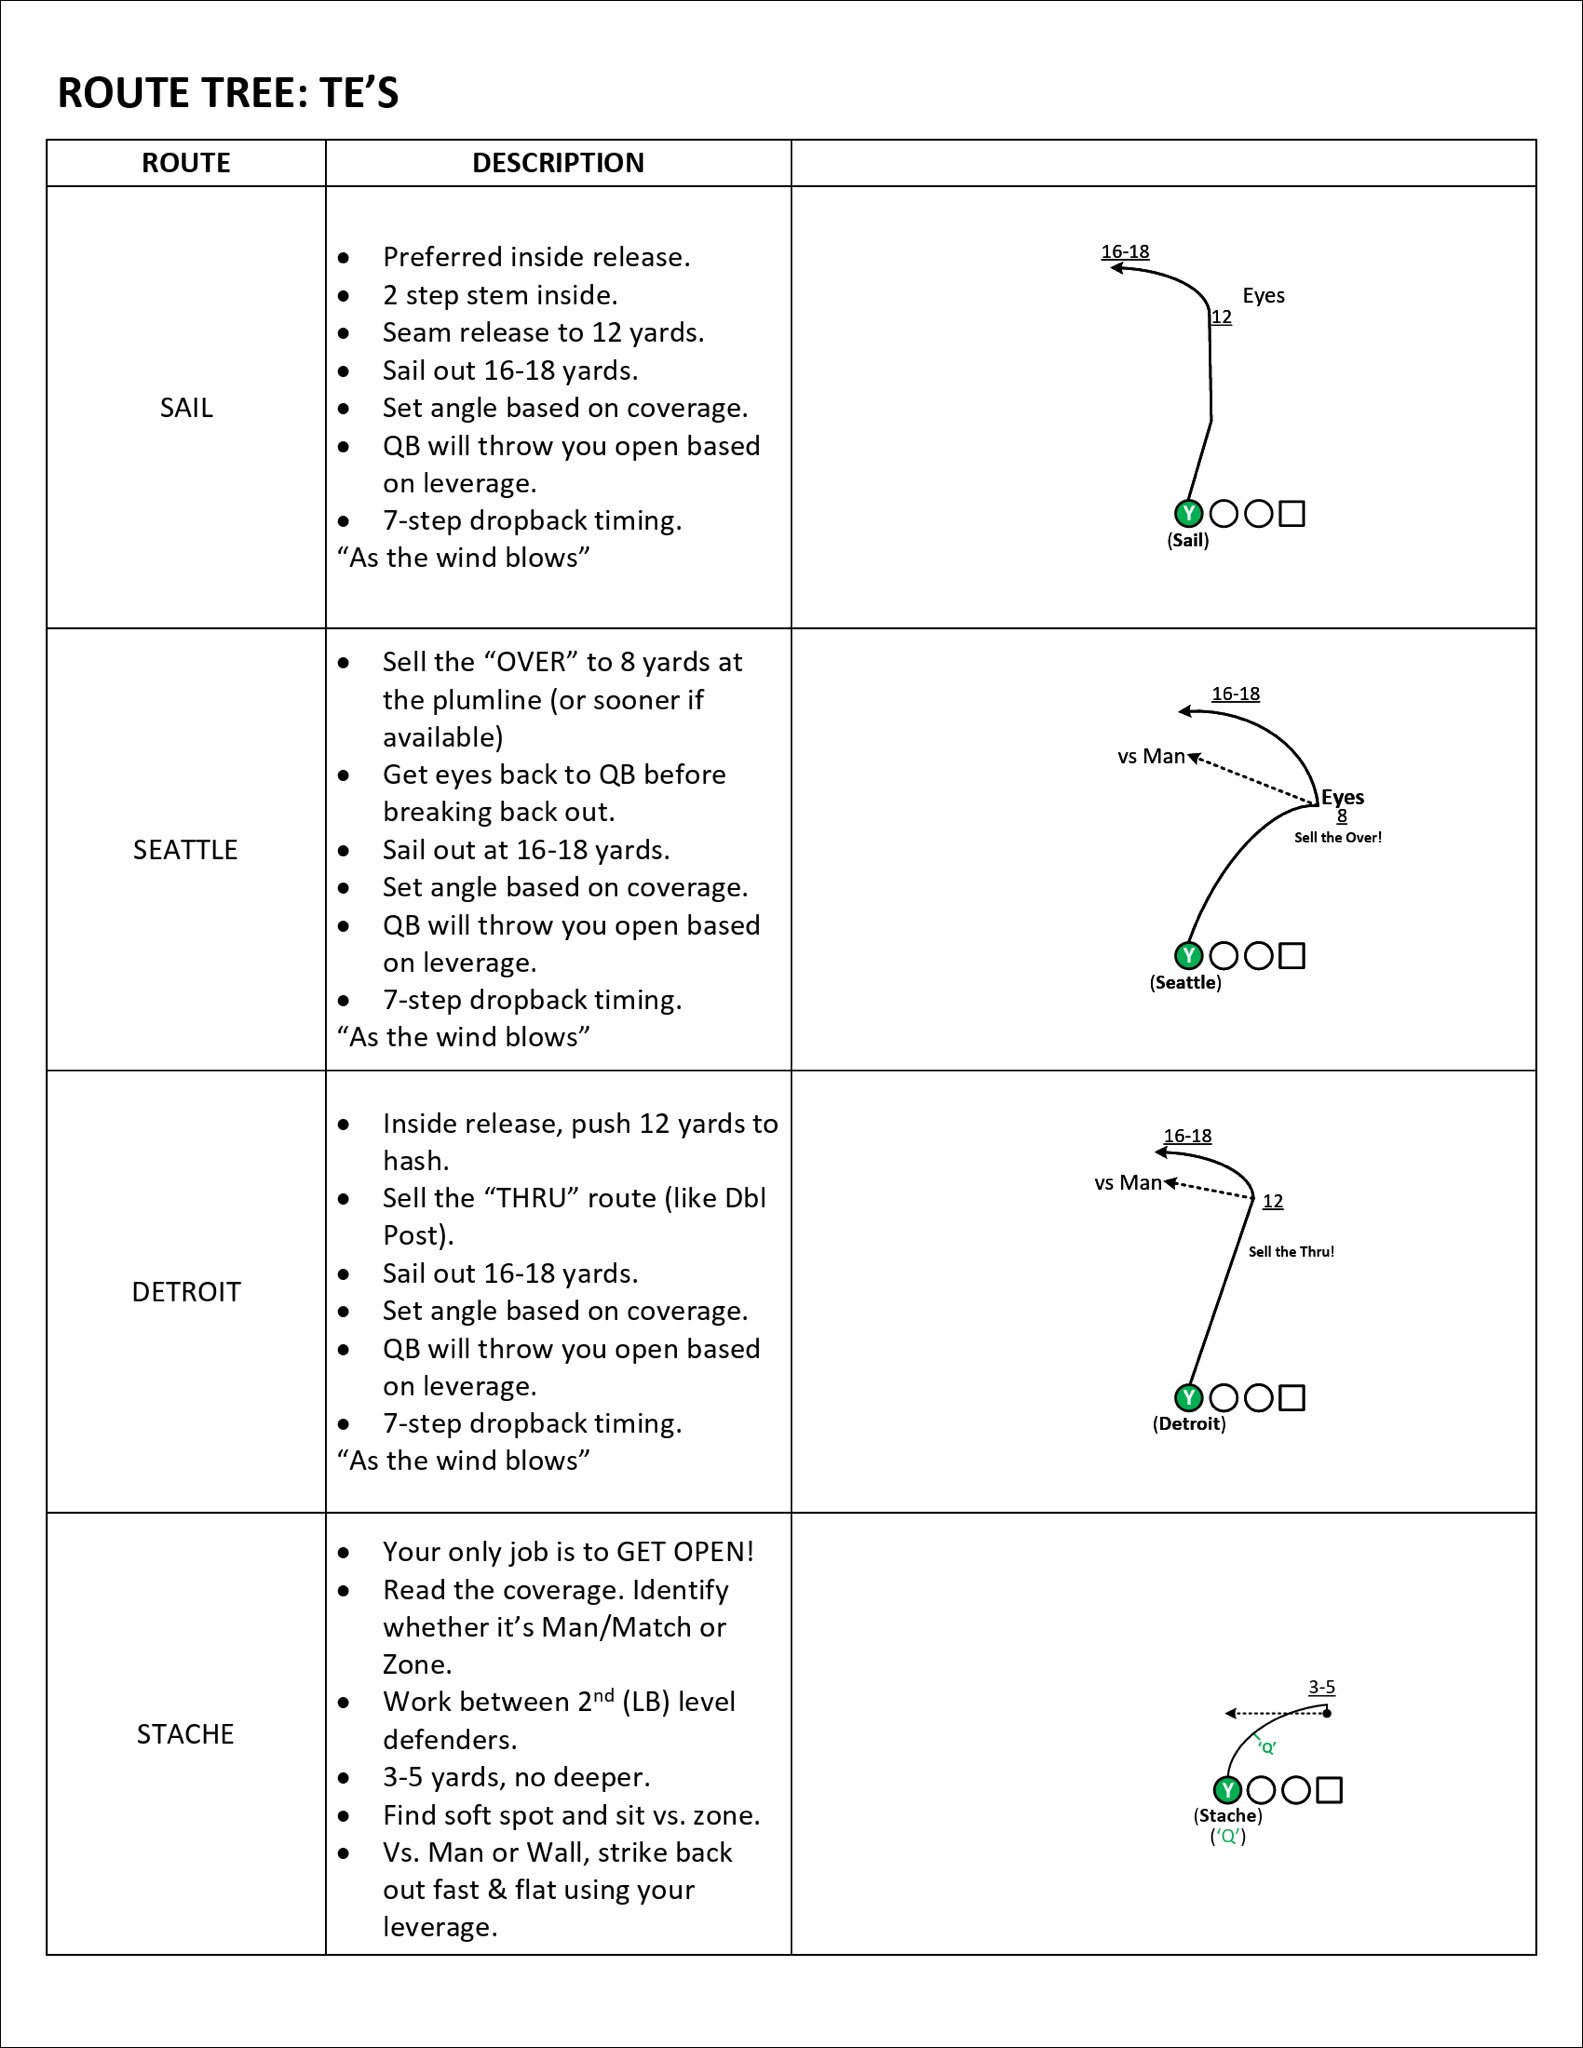 ROUTE TREE: TE’S
ROUTE
DESCRIPTION
SAIL
• Preferred inside release.
• 2 step stem inside.
• Seam release to 12 yards.
• Sail out 16-18 yards.
• Set angle based on coverage.
• QB will throw you open based
on leverage.
• 7-step dropback timing.
“As the wind blows”
16-18
Eyes
12
Y
(Sail)
SEATTLE
• Sell the “OVER” to 8 yards at
the plumline (or sooner if
available)
• Get eyes back to QB before
breaking back out.
• Sail out at 16-18 yards.
• Set angle based on coverage.
• QB will throw you open based
on leverage.
• 7-step dropback timing.
“As the wind blows”
16-18
vs Man
Eyes
8
Sell the Over!
Y
(Seattle)
DETROIT
• Inside release, push 12 yards to
hash.
• Sell the “THRU” route (like Dbl
Post).
• Sail out 16-18 yards.
• Set angle based on coverage.
• QB will throw you open based
on leverage.
• 7-step dropback timing.
“As the wind blows”
16-18
vs Man
12
Sell the Thru!
Y
(Detroit)
STACHE
• Your only job is to GET OPEN!
• Read the coverage. Identify
whether it’s Man/Match or
Zone.
• Work between 2nd (LB) level
defenders.
• 3-5 yards, no deeper.
• Find soft spot and sit vs. zone.
• Vs. Man or Wall, strike back
out fast & flat using your
leverage.
3-5
‘Q’
Y
(Stache)
(‘Q’)